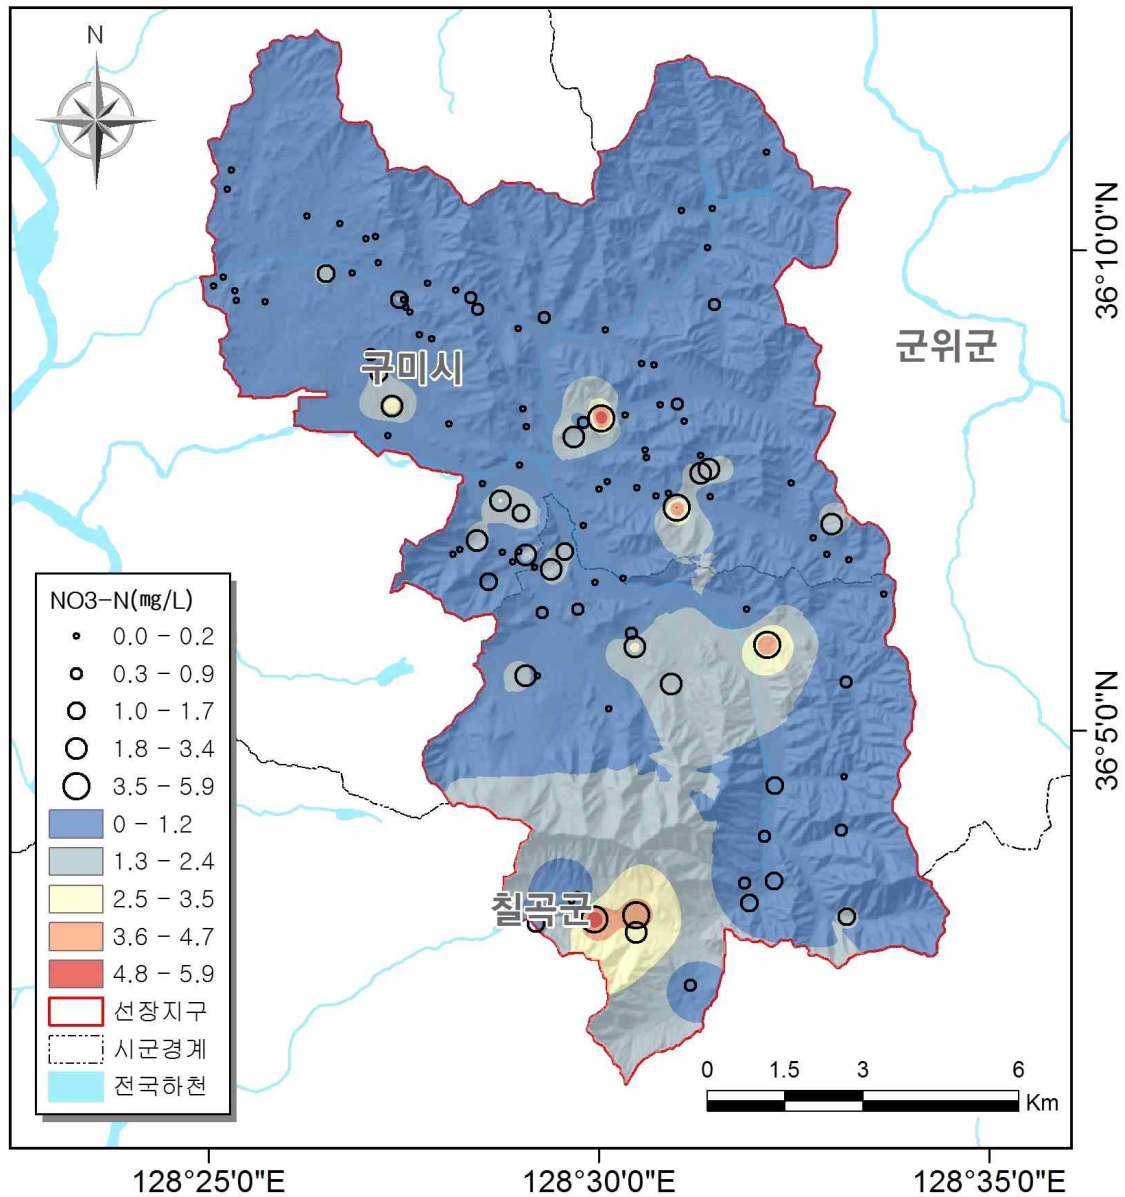 N
36°10'0"N
군위군
구미시
NO3-N(㎎/L)
0.0 - 0.2
0.3 - 0.9
1.0 - 1.7
1.8 - 3.4
3.5 - 5.9
0 - 1.2
1.3 - 2.4
2.5 - 3.5
3.6 - 4.7
4.8 - 5.9
선장지구
시군경계
전국하천
36°5'0"N
칠곡군
0 1.5 3 6
Km
128°25'0"E 128°30'0"E 128°35'0"E